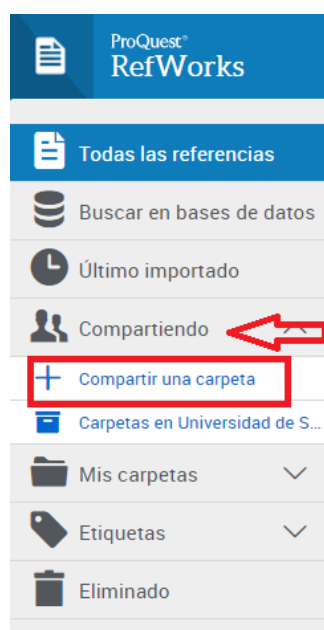 ProQuest®
RefWorks
Todas las referencias
Buscar en bases de datos
Último importado
Compartiendo
Compartir una carpeta
Carpetas en Universidad de S...
Mis carpetas
Etiquetas
Eliminado